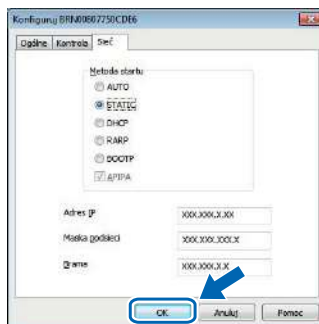 Konfiguruj BRN00807750CDE6
Ogólne Kontrola Sieć
Metoda startu
AUTO
STATIC
DHCP
RARP
BOOTP
APIPA
Adres IP XXX.XXX.X.XX
Maska podsieci XXX.XXX.XXX.X
Brama XXX.XXX.X.X
OK Anuluj Pomoc